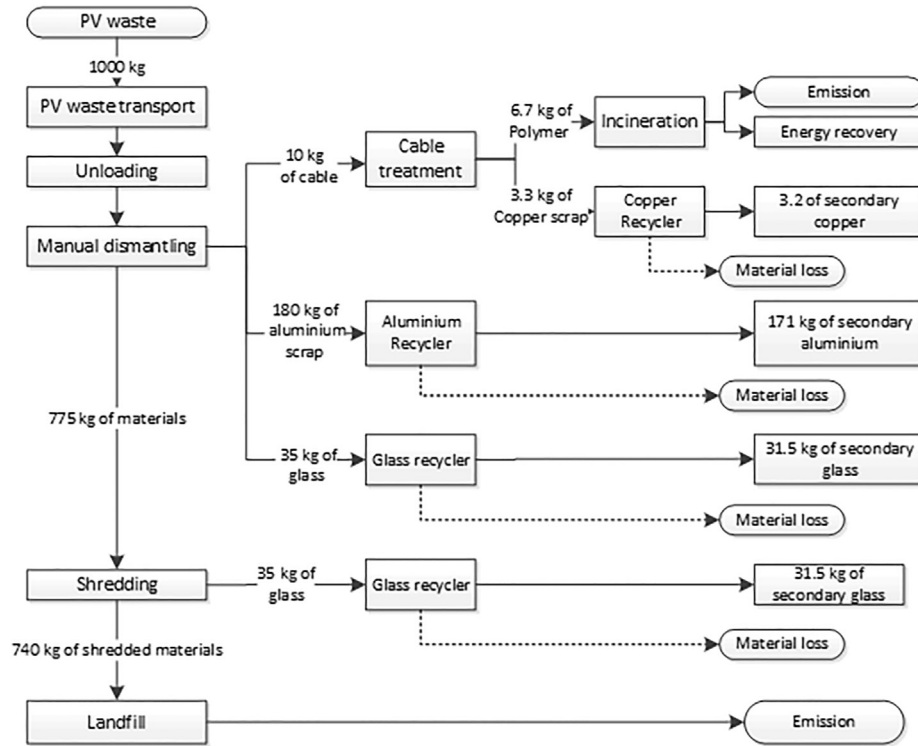 PV waste
1000 kg
PV waste transport
Unloading
Manual dismantling
10 kg
of cable
Cable
treatment
6.7 kg of
Polymer
Incineration
Emission
Energy recovery
3.3 kg of
Copper scrap
Copper
Recycler
3.2 of secondary
copper
Material loss
180 kg of
aluminium
scrap
Aluminium
Recycler
171 kg of secondary
aluminium
Material loss
775 kg of materials
35 kg of
glass
Glass recycler
31.5 kg of secondary
glass
Material loss
Shredding
35 kg of
glass
Glass recycler
31.5 kg of
secondary glass
Material loss
740 kg of shredded materials
Landfill
Emission